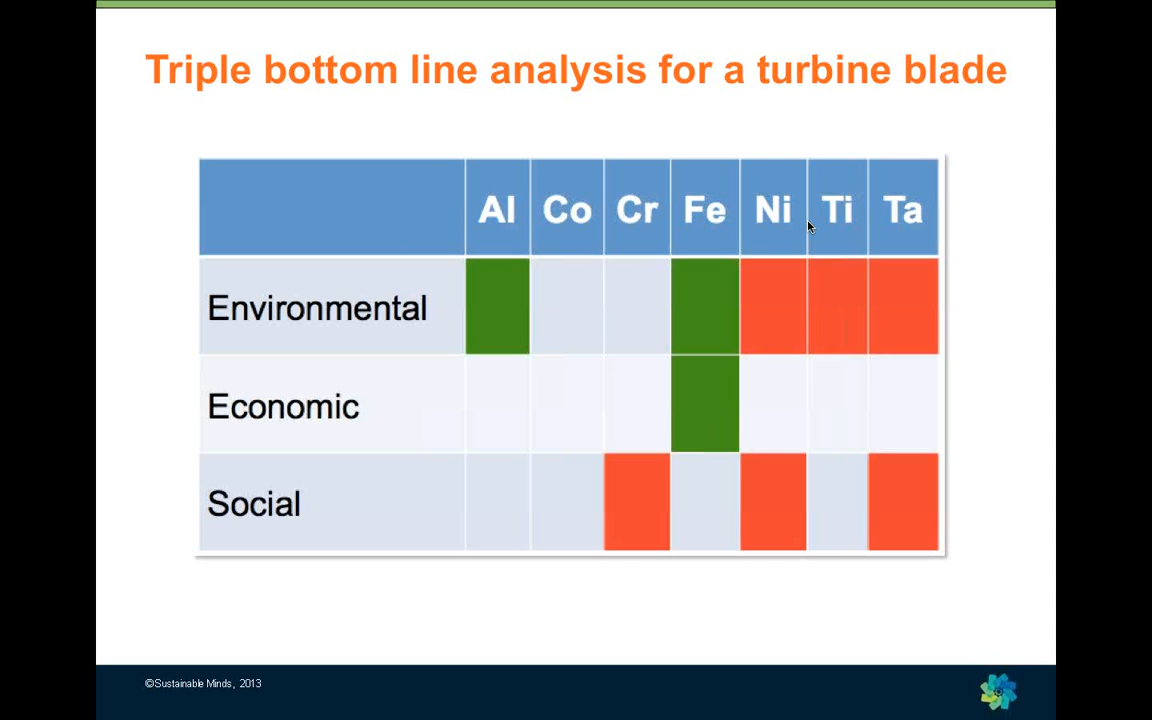 Triple bottom line analysis for a turbine blade
Al Co Cr Fe Ni Ti Ta
Environmental
Economic
Social
©Sustainable Minds, 2013